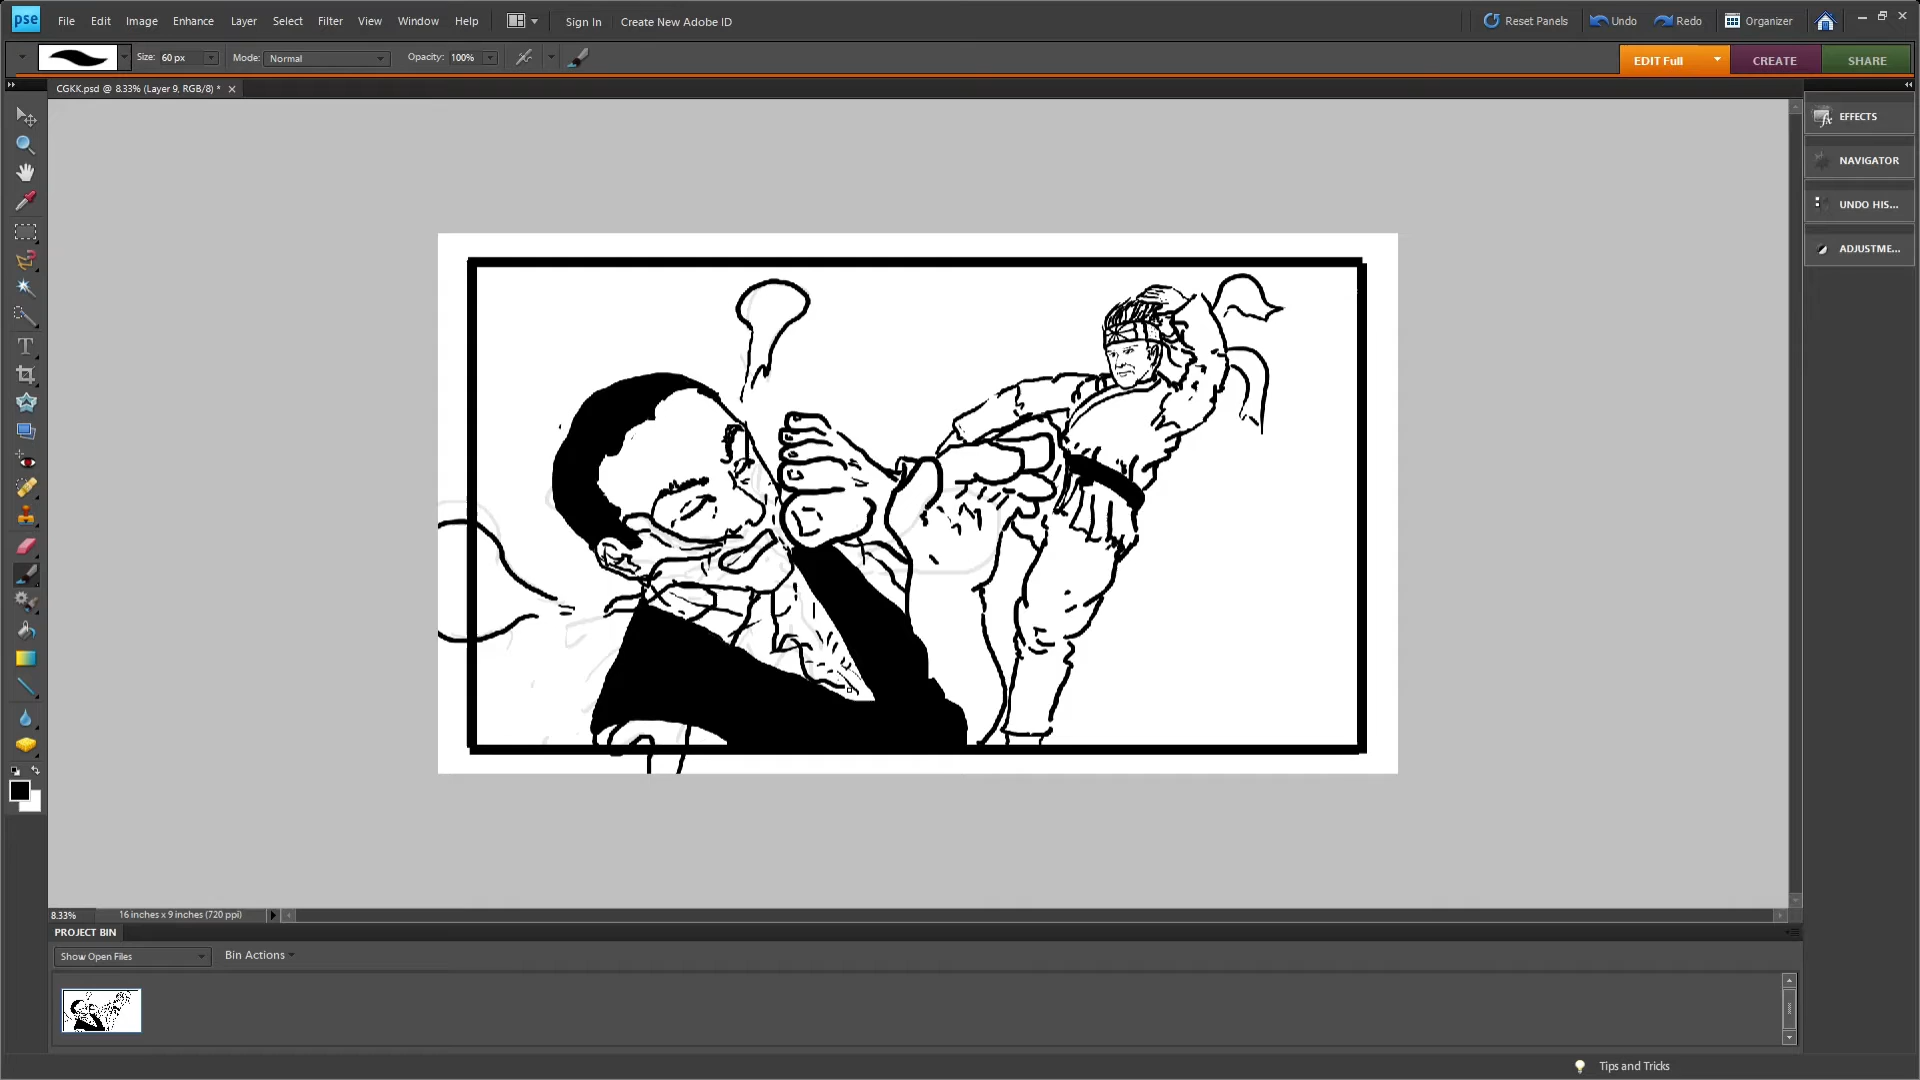 pse File Edit Image Enhance Layer Select Filter View Window Help Sign In Create New Adobe ID Reset Panels Undo Redo Organizer
Size: 60 px Mode: Normal Opacity: 100% EDIT Full CREATE SHARE
CGKK.psd @ 8.33% (Layer 9, RGB/8) *
EFFECTS
NAVIGATOR
UNDO HIS...
ADJUSTME...
8.33% 16 inches x 9 inches (720 ppi)
PROJECT BIN
Show Open Files Bin Actions
Tips and Tricks